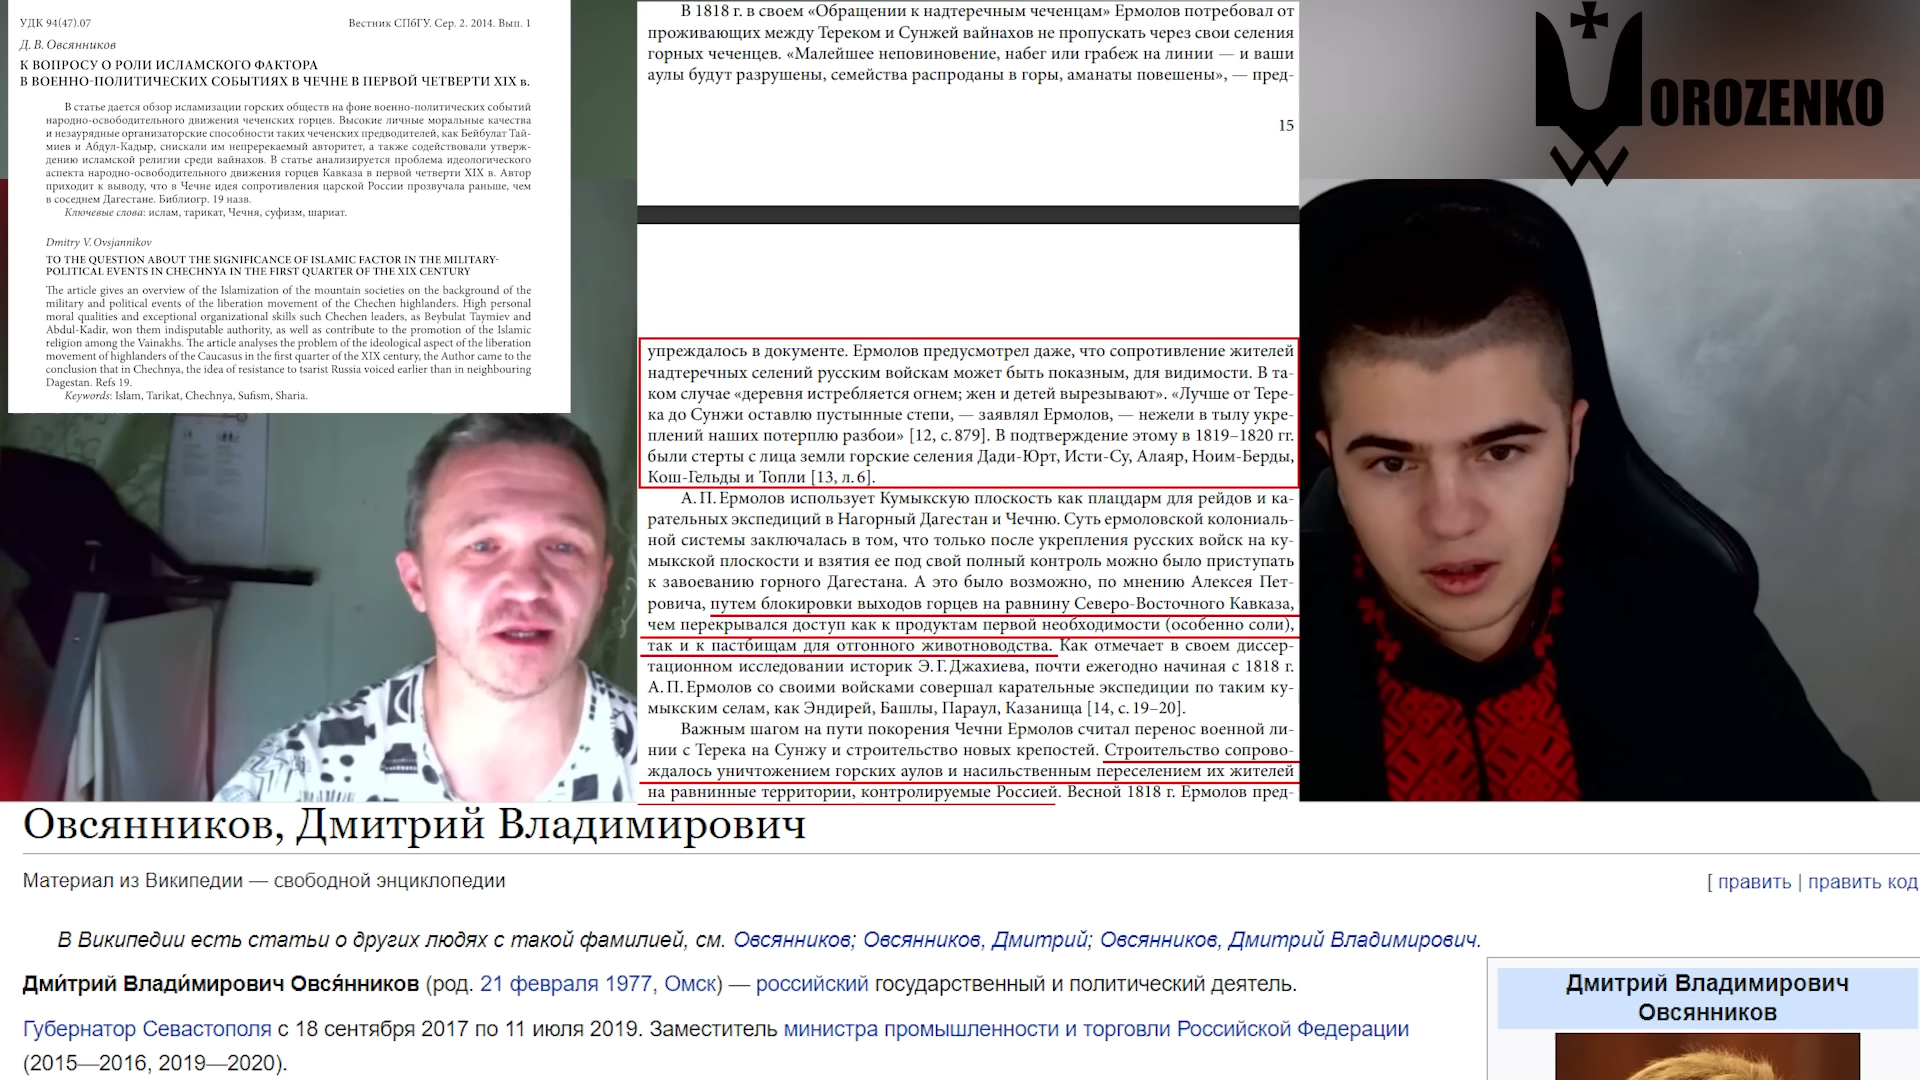 УДК 94(47).07
Вестник СПбГУ. Сер. 2. 2014. Вып. 1
Д. В. Овсянников
К ВОПРОСУ О РОЛИ ИСЛАМСКОГО ФАКТОРА
В ВОЕННО-ПОЛИТИЧЕСКИХ СОБЫТИЯХ В ЧЕЧНЕ В ПЕРВОЙ ЧЕТВЕРТИ XIX в.
В статье дается обзор исламизации горских обществ на фоне военно-политических событий
народно-освободительного движения чеченских горцев. Высокие личные моральные качества
и незаурядные организаторские способности таких чеченских предводителей, как Бейбулат Тай-
миев и Абдул-Кадыр, снискали им непререкаемый авторитет, а также содействовали утверж-
дению исламской религии среди вайнахов. В статье анализируется проблема идеологического
аспекта народно-освободительного движения горцев Кавказа в первой четверти XIX в. Автор
приходит к выводу, что в Чечне идея сопротивления царской России прозвучала раньше, чем
в соседнем Дагестане. Библиогр. 19 назв.
Ключевые слова: ислам, тарикат, Чечня, суфизм, шариат.
Dmitry V. Ovsjannikov
TO THE QUESTION ABOUT THE SIGNIFICANCE OF ISLAMIC FACTOR IN THE MILITARY-
POLITICAL EVENTS IN CHECHNYA IN THE FIRST QUARTER OF THE XIX CENTURY
The article gives an overview of the Islamization of the mountain societies on the background of the
military and political events of the liberation movement of the Chechen highlanders. High personal
moral qualities and exceptional organizational skills such Chechen leaders, as Beybulat Taymiev and
Abdul-Kadir, won them indisputable authority, as well as contribute to the promotion of the Islamic
religion among the Vainakhs. The article analyses the problem of the ideological aspect of the liberation
movement of highlanders of the Caucasus in the first quarter of the XIX century, the Author came to the
conclusion that in Chechnya, the idea of resistance to tsarist Russia voiced earlier than in neighbouring
Dagestan. Refs 19.
Keywords: Islam, Tarikat, Chechnya, Sufism, Sharia.
В 1818 г. в своем «Обращении к надтеречным чеченцам» Ермолов потребовал от
проживающих между Тереком и Сунжей вайнахов не пропускать через свои селения
горных чеченцев. «Малейшее неповиновение, набег или грабеж на линии — и ваши
аулы будут разрушены, семейства распроданы в горы, аманаты повешены», — пред-
15
упреждалось в документе. Ермолов предусмотрел даже, что сопротивление жителей
надтеречных селений русским войскам может быть показным, для видимости. В та-
ком случае «деревня истребляется огнем; жен и детей вырезывают». «Лучше от Тере-
ка до Сунжи оставлю пустынные степи, — заявлял Ермолов, — нежели в тылу укре-
плений наших потерплю разбои» [12, с. 879]. В подтверждение этому в 1819–1820 гг.
были стерты с лица земли горские селения Дади-Юрт, Исти-Су, Алаяр, Ноим-Берды,
Кош-Гельды и Топли [13, л. 6].
А. П. Ермолов использует Кумыкскую плоскость как плацдарм для рейдов и ка-
рательных экспедиций в Нагорный Дагестан и Чечню. Суть ермоловской колониаль-
ной системы заключалась в том, что только после укрепления русских войск на ку-
мыкской плоскости и взятия ее под свой полный контроль можно было приступать
к завоеванию горного Дагестана. А это было возможно, по мнению Алексея Пет-
ровича, путем блокировки выходов горцев на равнину Северо-Восточного Кавказа,
чем перекрывался доступ как к продуктам первой необходимости (особенно соли),
так и к пастбищам для отгонного животноводства. Как отмечает в своем диссер-
тационном исследовании историк Э. Г. Джахиева, почти ежегодно начиная с 1818 г.
А. П. Ермолов со своими войсками совершал карательные экспедиции по таким ку-
мыкским селам, как Эндирей, Башлы, Параул, Казанища [14, с. 19–20].
Важным шагом на пути покорения Чечни Ермолов считал перенос военной ли-
нии с Терека на Сунжу и строительство новых крепостей. Строительство сопрово-
ждалось уничтожением горских аулов и насильственным переселением их жителей
на равнинные территории, контролируемые Россией. Весной 1818 г. Ермолов пред-
MOROZENKO
Овсянников, Дмитрий Владимирович
Материал из Википедии — свободной энциклопедии
[ править | править код
В Википедии есть статьи о других людях с такой фамилией, см. Овсянников; Овсянников, Дмитрий; Овсянников, Дмитрий Владимирович.
Дми́трий Влади́мирович Овся́нников (род. 21 февраля 1977, Омск) — российский государственный и политический деятель.
Губернатор Севастополя с 18 сентября 2017 по 11 июля 2019. Заместитель министра промышленности и торговли Российской Федерации
(2015—2016, 2019—2020).
Дмитрий Владимирович
Овсянников